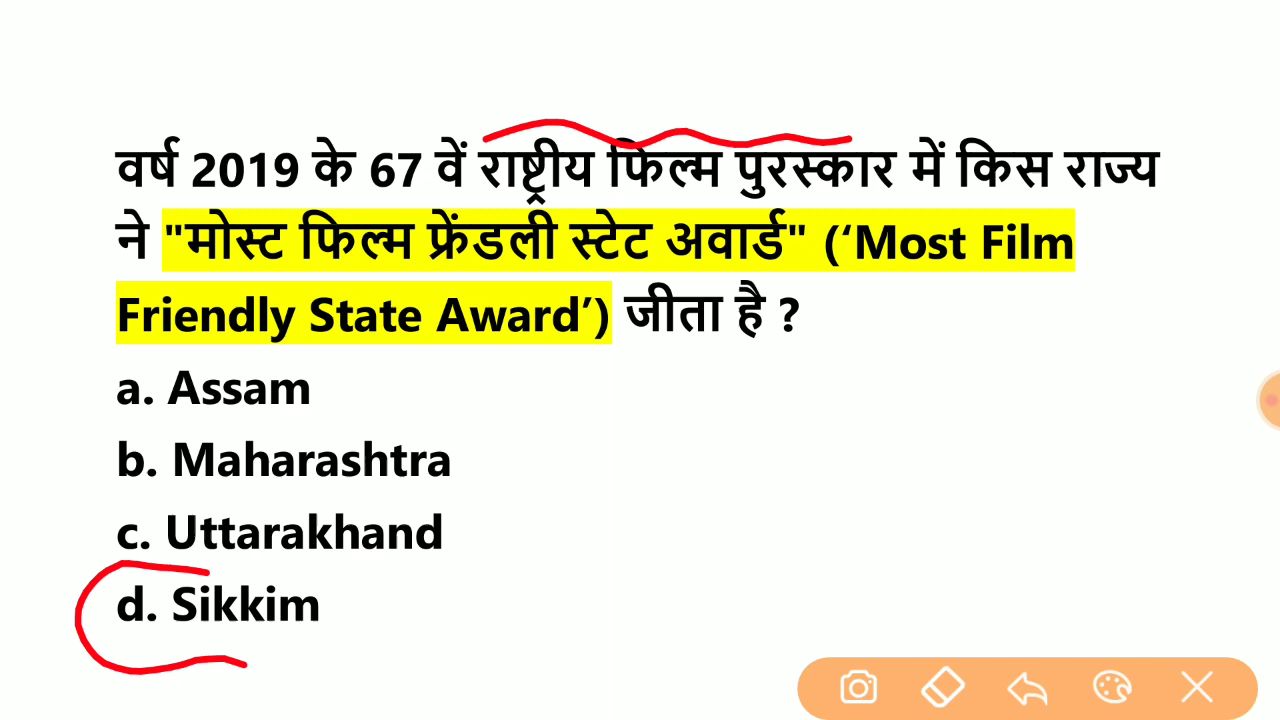 वर्ष 2019 के 67 वें राष्ट्रीय फिल्म पुरस्कार में किस राज्य
ने "मोस्ट फिल्म फ्रेंडली स्टेट अवार्ड" (‘Most Film
Friendly State Award’) जीता है ?
a. Assam
b. Maharashtra
c. Uttarakhand
d. Sikkim